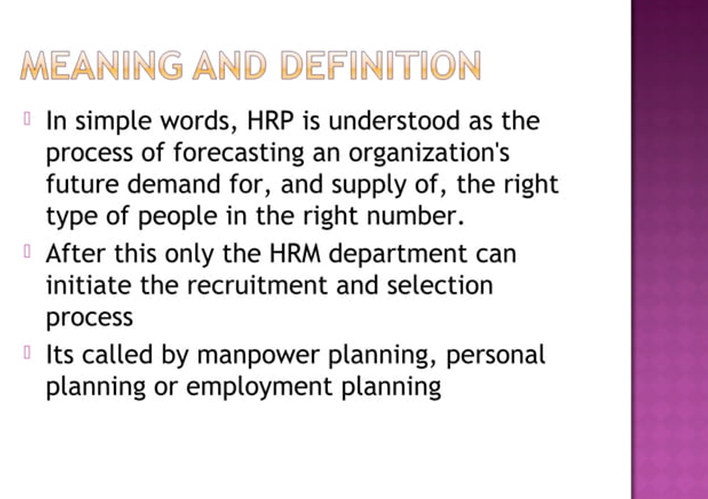 MEANING AND DEFINITION
In simple words, HRP is understood as the
process of forecasting an organization's
future demand for, and supply of, the right
type of people in the right number.
After this only the HRM department can
initiate the recruitment and selection
process
Its called by manpower planning, personal
planning or employment planning